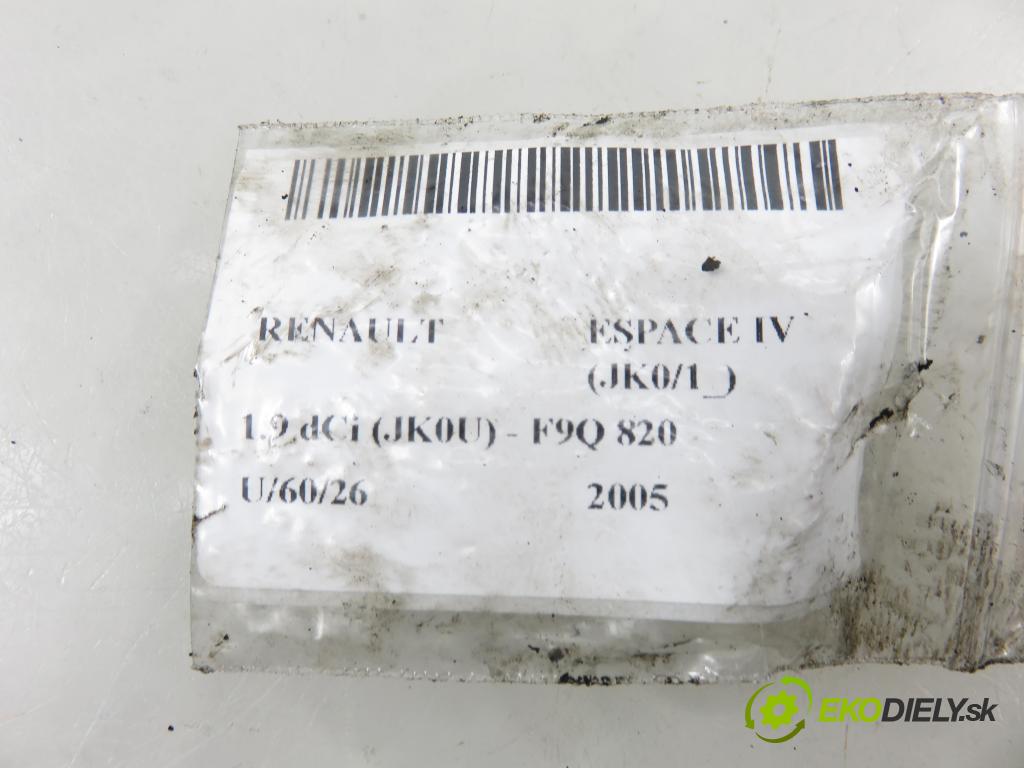 RENAULT ESPACE IV
(JK0/1_)
1.9 dCi (JK0U) - F9Q 820
U/60/26 2005
EKODIELY.sk